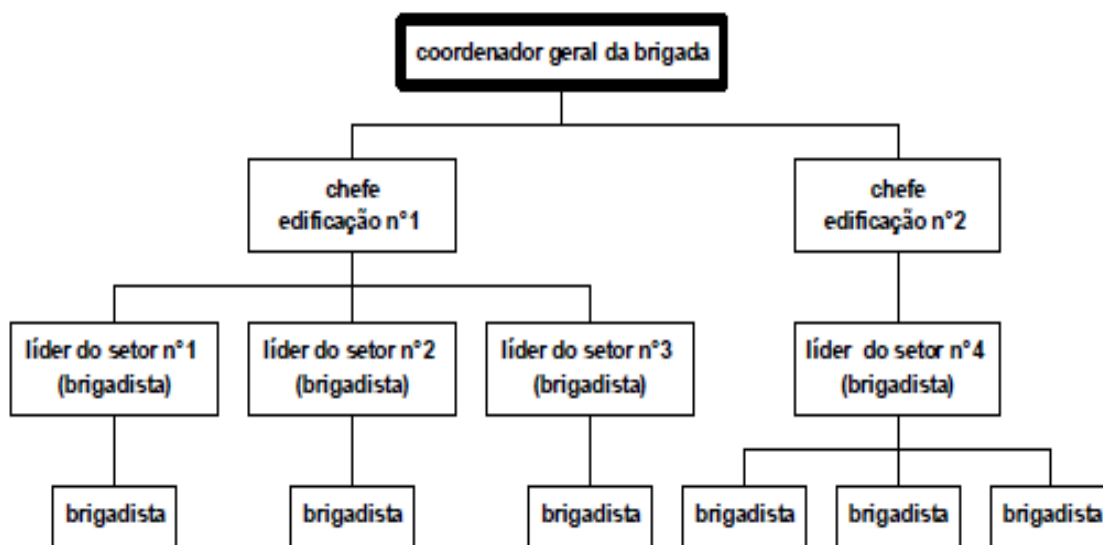 coordenador geral da brigada
chefe
edificação n°1
chefe
edificação n°2
líder do setor n°1
(brigadista)
líder do setor n°2
(brigadista)
líder do setor n°3
(brigadista)
líder do setor n°4
(brigadista)
brigadista
brigadista
brigadista
brigadista
brigadista
brigadista